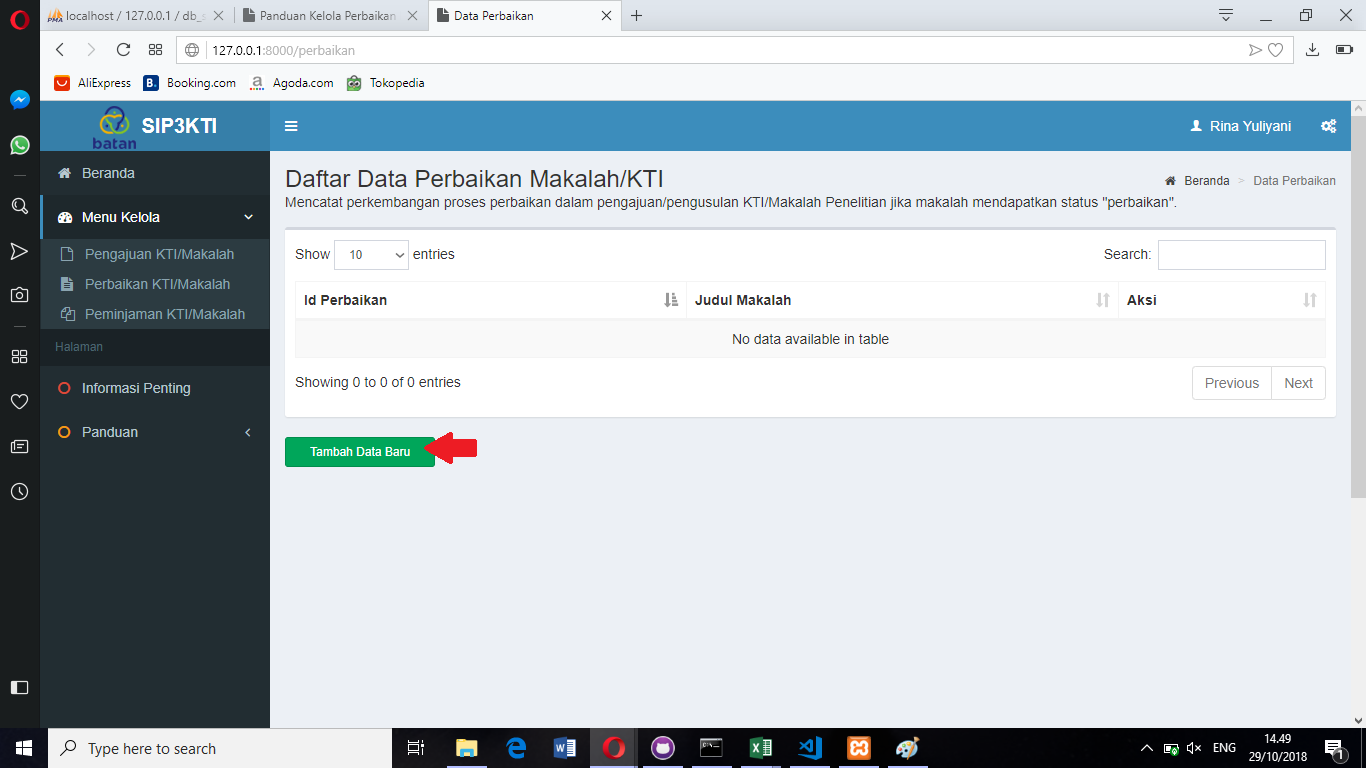 localhost / 127.0.0.1 / db_s
Panduan Kelola Perbaikan
Data Perbaikan
127.0.0.1:8000/perbaikan
AliExpress
B. Booking.com
a Agoda.com
Tokopedia
batan SIP3KTI
Rina Yuliyani
Beranda
Menu Kelola
Pengajuan KTI/Makalah
Perbaikan KTI/Makalah
Peminjaman KTI/Makalah
Halaman
Informasi Penting
Panduan
Daftar Data Perbaikan Makalah/KTI
Beranda > Data Perbaikan
Mencatat perkembangan proses perbaikan dalam pengajuan/pengusulan KTI/Makalah Penelitian jika makalah mendapatkan status "perbaikan".
Show 10 entries
Search:
Id Perbaikan Judul Makalah Aksi
No data available in table
Showing 0 to 0 of 0 entries
Previous Next
Tambah Data Baru
Type here to search
ENG
14.49
29/10/2018
1